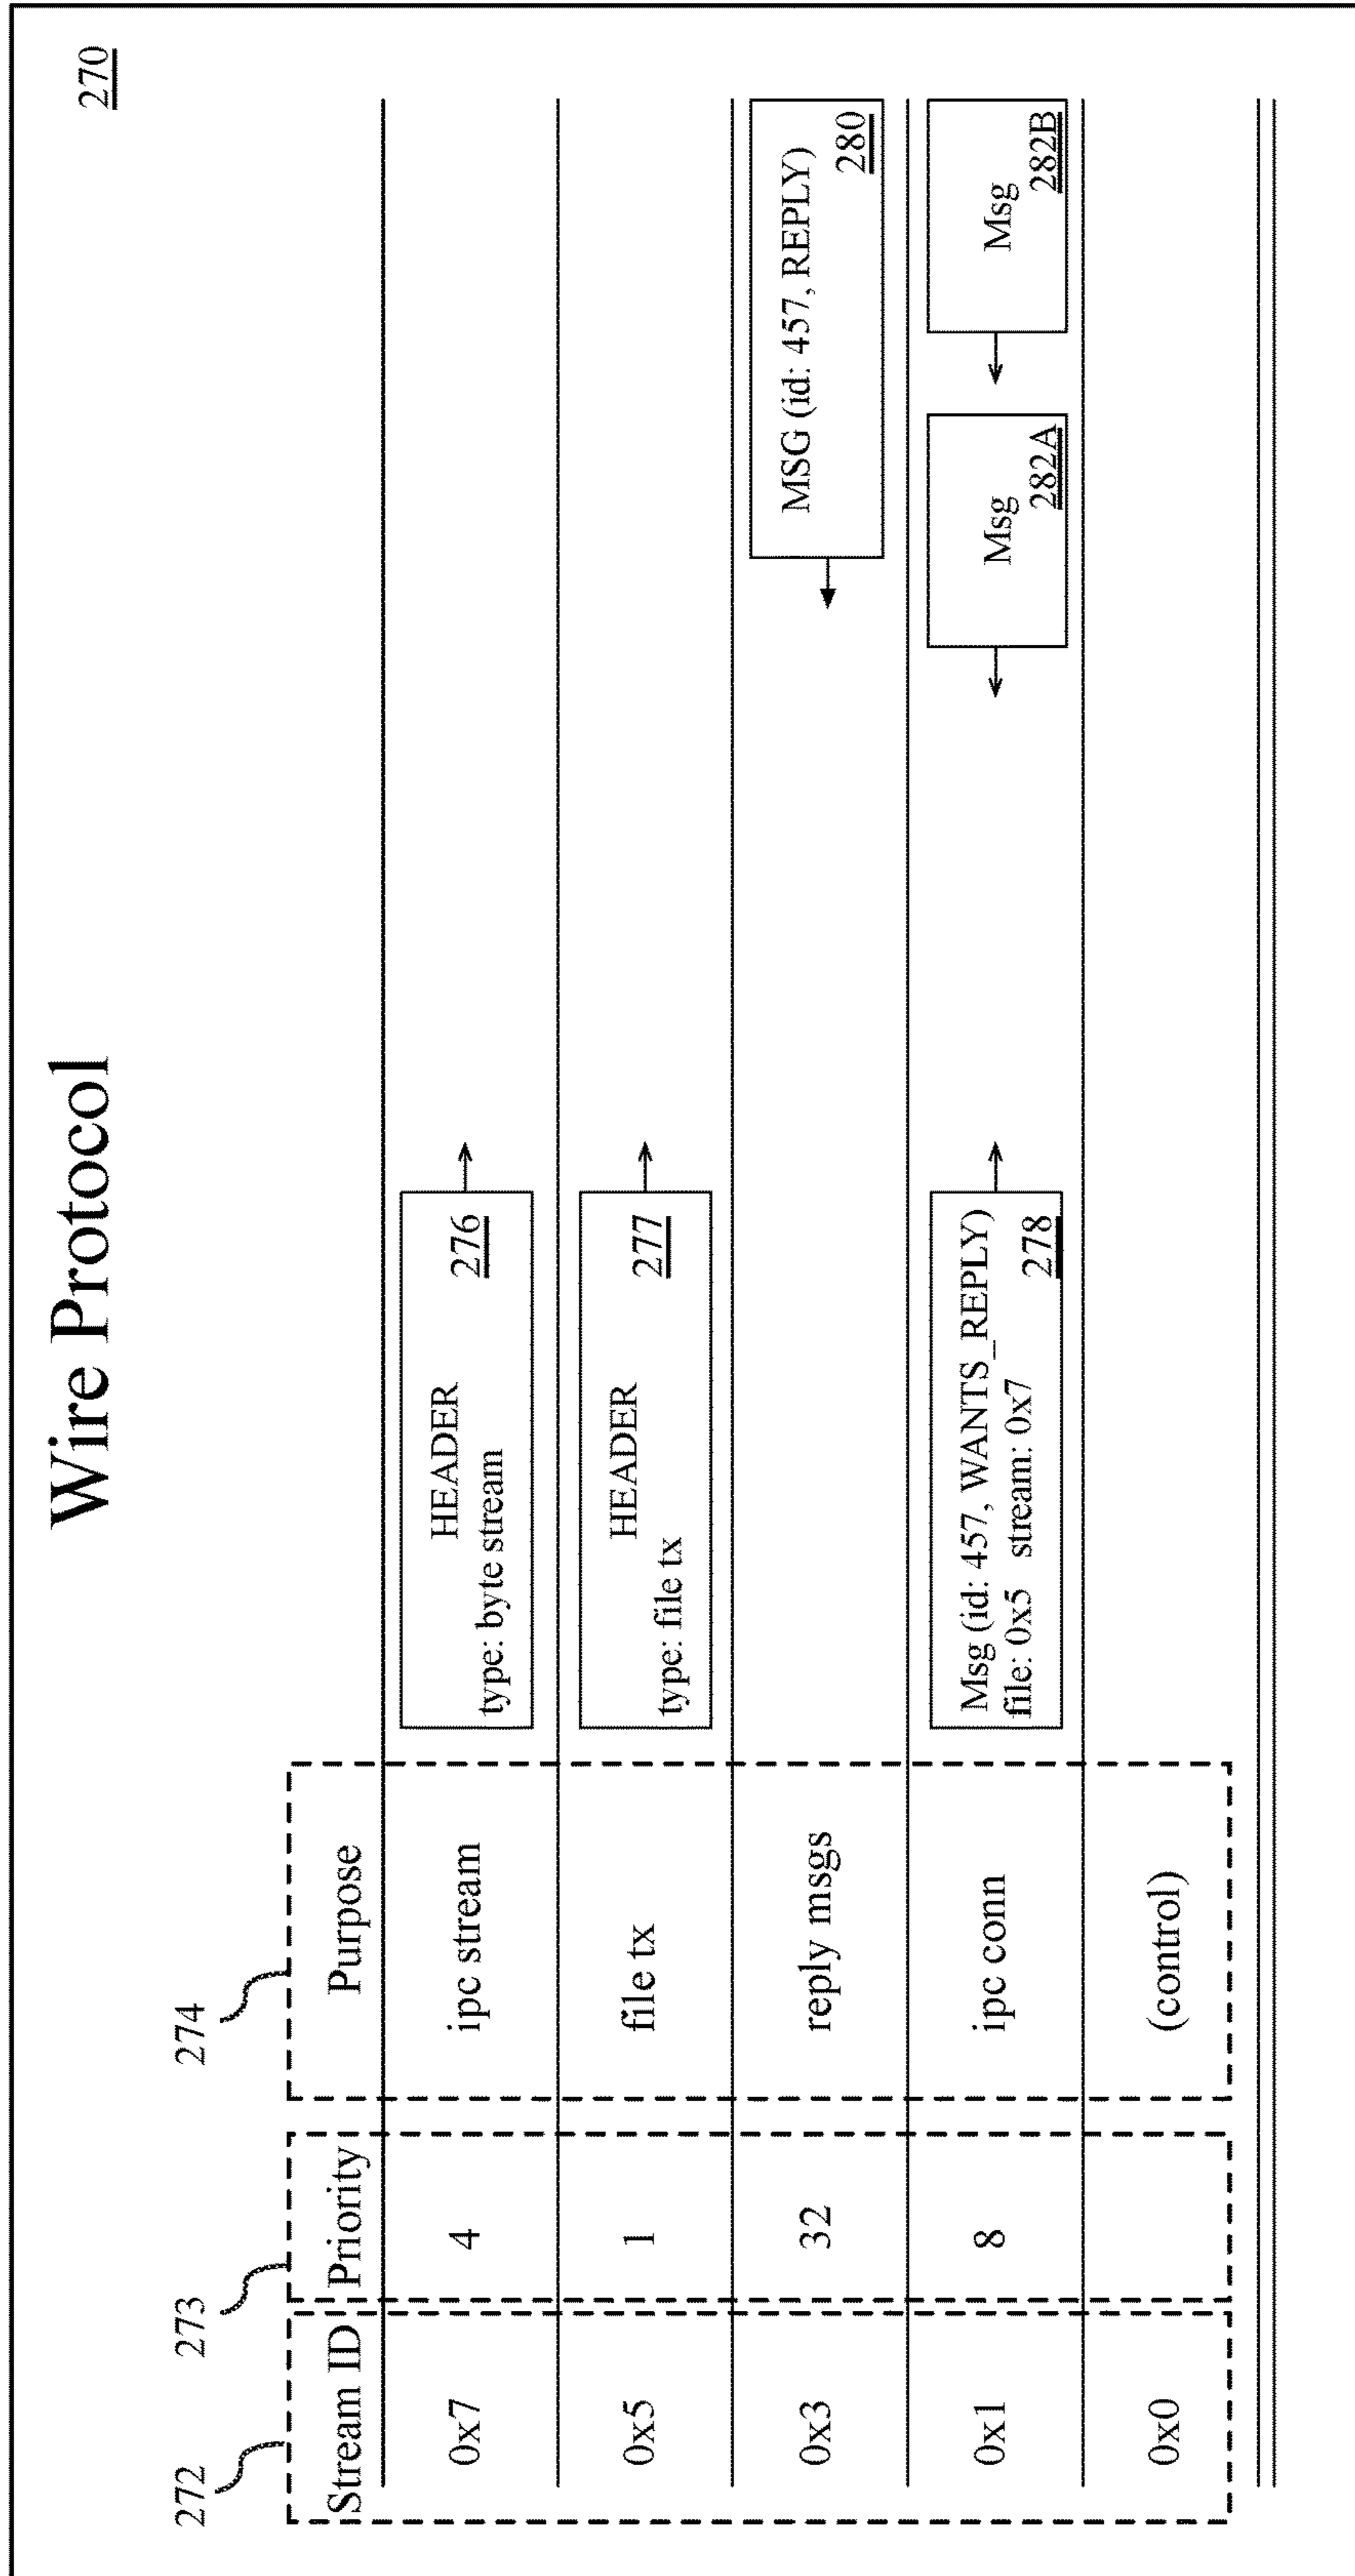 Wire Protocol
270
272
273
274
Stream ID Priority Purpose
0x7 4 ipc stream
HEADER
type: byte stream
276
0x5 1 file tx
HEADER
type: file tx
277
0x3 32 reply msgs
MSG (id: 457, REPLY)
280
0x1 8 ipc conn
Msg (id: 457, WANTS_REPLY)
file: 0x5 stream: 0x7
278
Msg
282A
Msg
282B
0x0 (control)